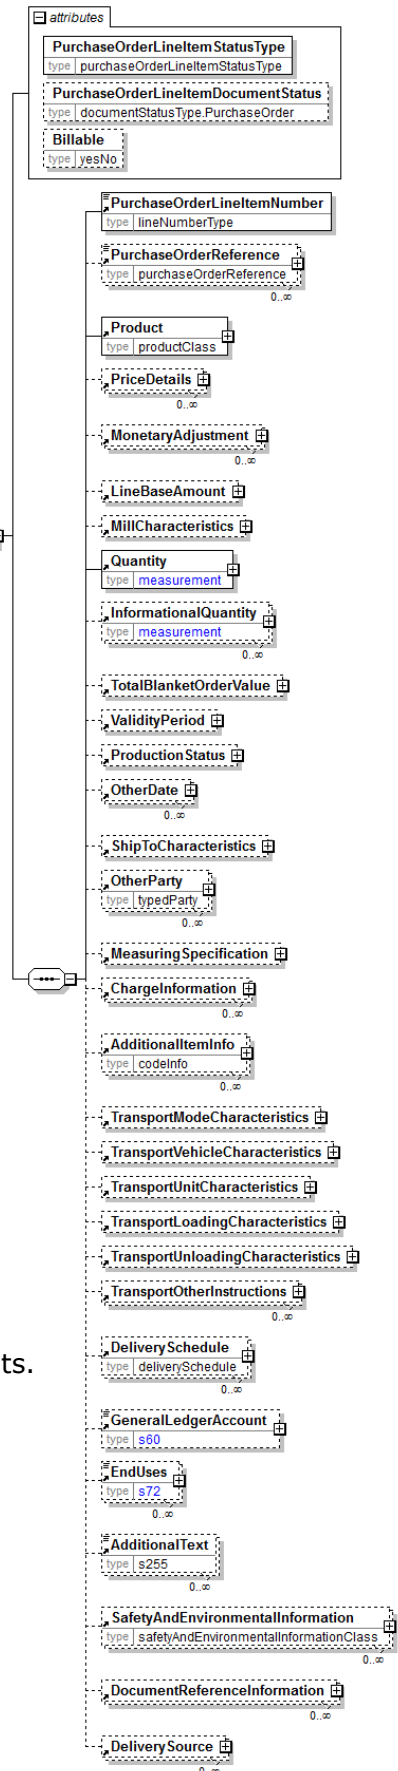 attributes
PurchaseOrderLineItemStatusType
type purchaseOrderLineItemStatusType
PurchaseOrderLineItemDocumentStatus
type documentStatusType.PurchaseOrder
Billable
type yesNo
PurchaseOrderLineItemNumber
type lineNumberType
PurchaseOrderReference
type purchaseOrderReference
0..∞
Product
type productClass
PriceDetails
0..∞
MonetaryAdjustment
0..∞
LineBaseAmount
MillCharacteristics
Quantity
type measurement
InformationalQuantity
type measurement
0..∞
TotalBlanketOrderValue
ValidityPeriod
ProductionStatus
OtherDate
0..∞
ShipToCharacteristics
OtherParty
type typedParty
0..∞
MeasuringSpecification
ChargeInformation
0..∞
AdditionalItemInfo
type codeInfo
0..∞
TransportModeCharacteristics
TransportVehicleCharacteristics
TransportUnitCharacteristics
TransportLoadingCharacteristics
TransportUnloadingCharacteristics
TransportOtherInstructions
0..∞
DeliverySchedule
ts.
type deliverySchedule
0..∞
GeneralLedgerAccount
type s60
EndUses
type s72
0..∞
AdditionalText
type s255
0..∞
SafetyAndEnvironmentalInformation
type safetyAndEnvironmentalInformationClass
0..∞
DocumentReferenceInformation
0..∞
DeliverySource
0..∞